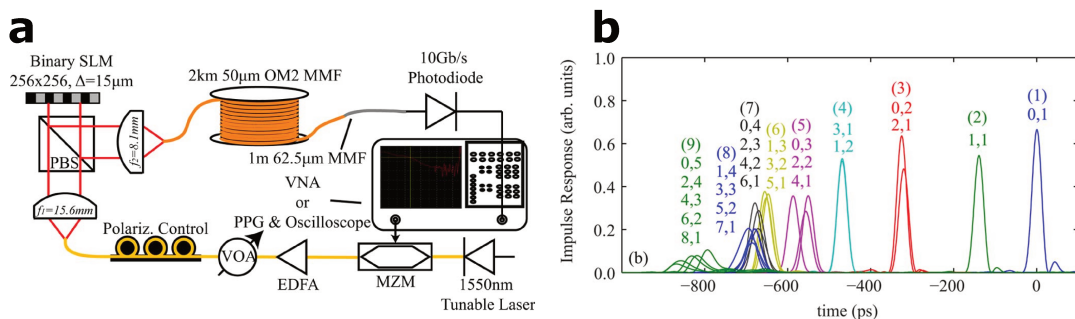 a
Binary SLM
256x256, Δ=15μm
PBS
f2=8.1mm
f1=15.6mm
2km 50μm OM2 MMF
1m 62.5μm MMF
10Gb/s
Photodiode
VNA
or
PPG & Oscilloscope
Polariz. Control
VOA
EDFA
MZM
1550nm
Tunable Laser
b
Impulse Response (arb. units)
1.0
0.8
0.6
0.4
0.2
0.0
(b)
(9)
0,5
2,4
4,3
6,2
8,1
(8)
1,4
3,3
5,2
7,1
(7)
0,4
2,3
4,2
6,1
(6)
1,3
3,2
5,1
(5)
0,3
2,2
4,1
(4)
3,1
1,2
(3)
0,2
2,1
(2)
1,1
(1)
0,1
−800
−600
−400
−200
0
time (ps)